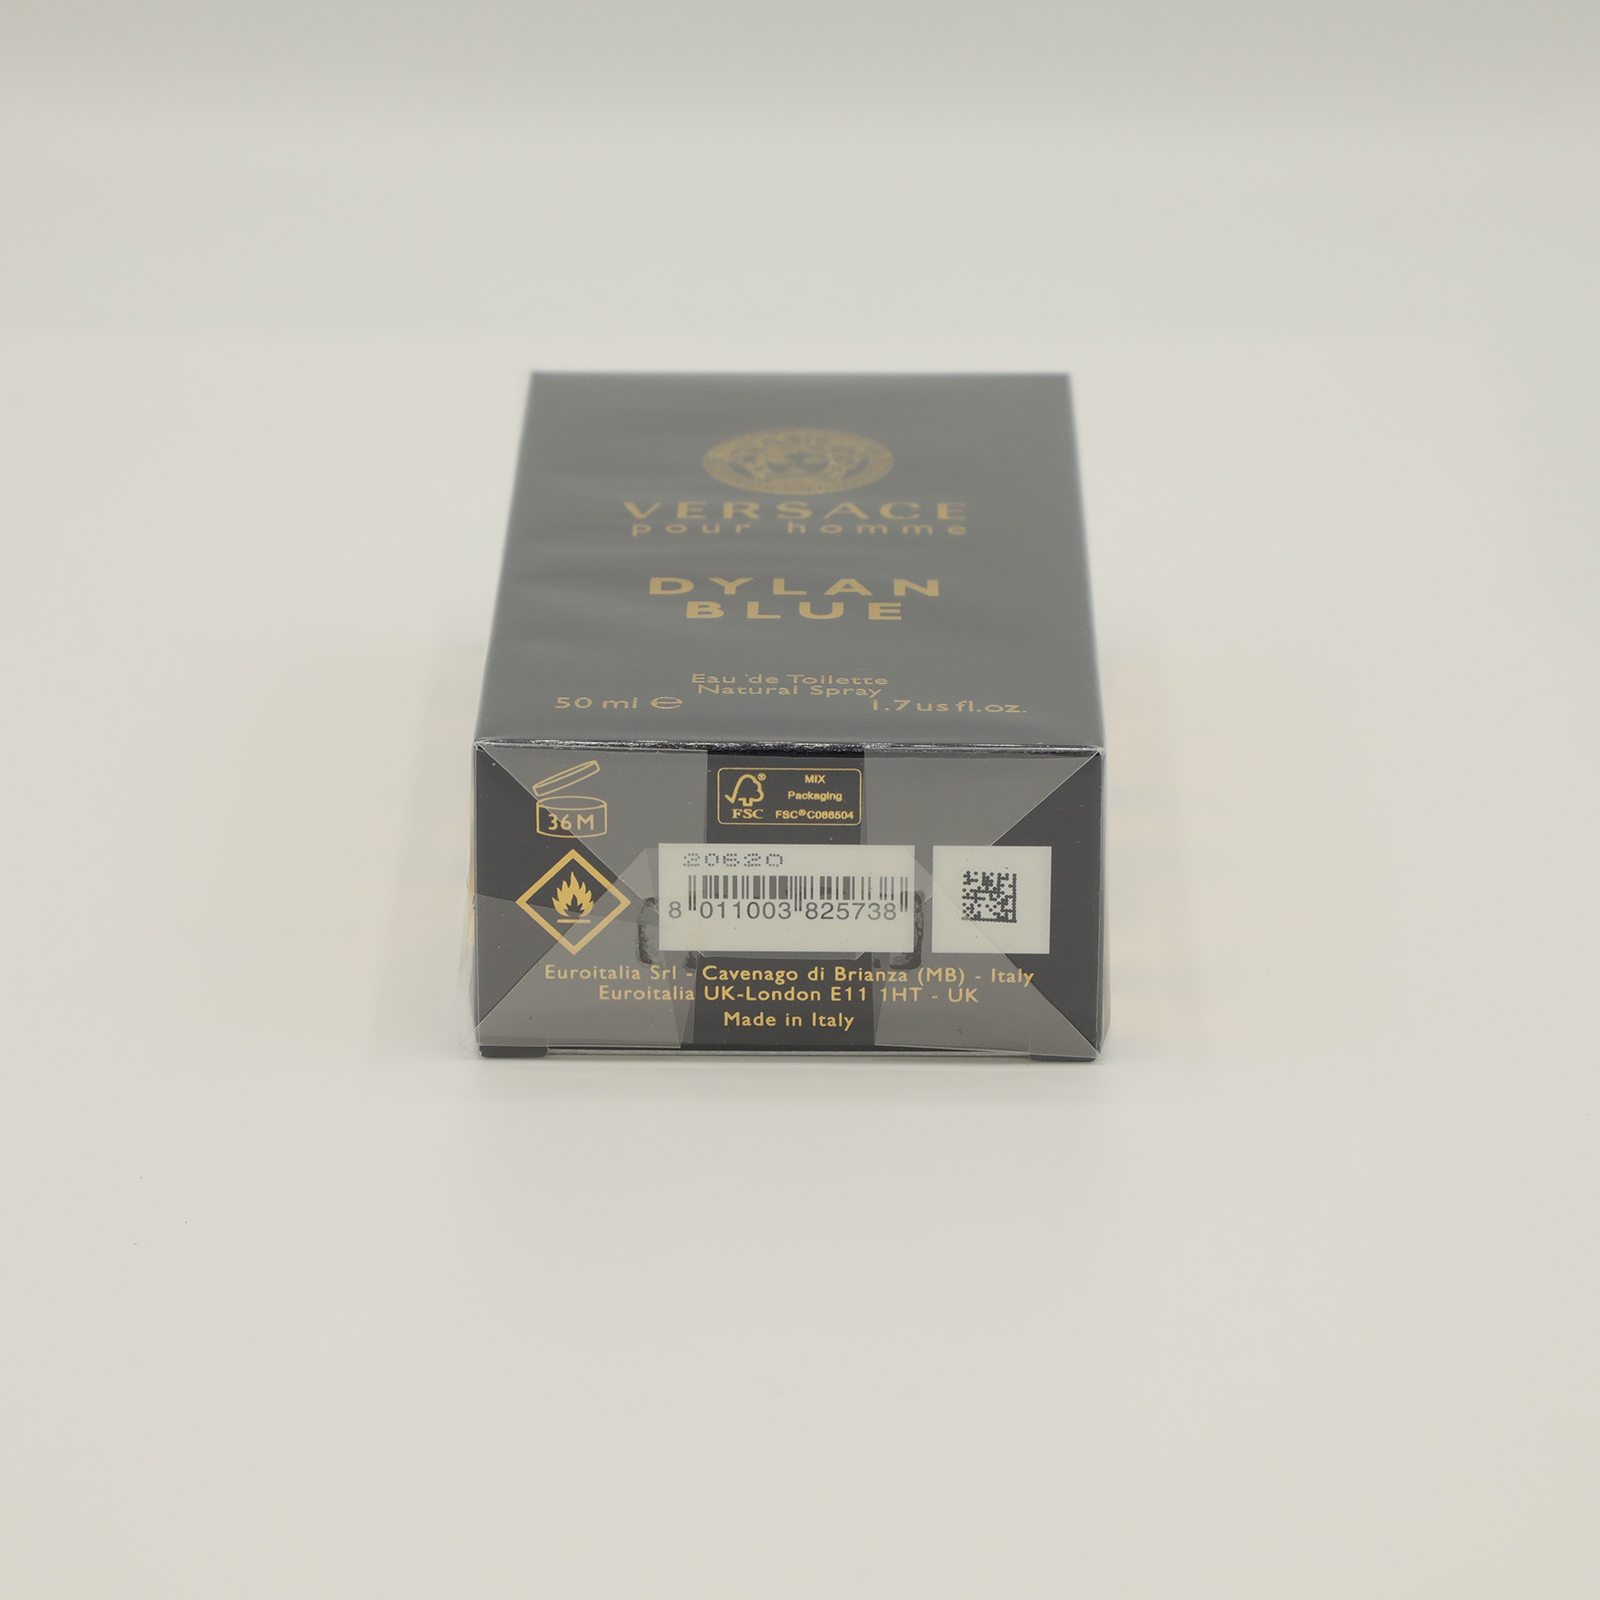 VERSACE
pour homme
DYLAN
BLUE
Eau de Toilette
Natural Spray
50 ml ℮ 1.7 us fl.oz.
36M
FSC®
MIX
Packaging
FSC® C066504
20620
8 011003 825738
Euroitalia Srl - Cavenago di Brianza (MB) - Italy
Euroitalia UK-London E11 1HT - UK
Made in Italy